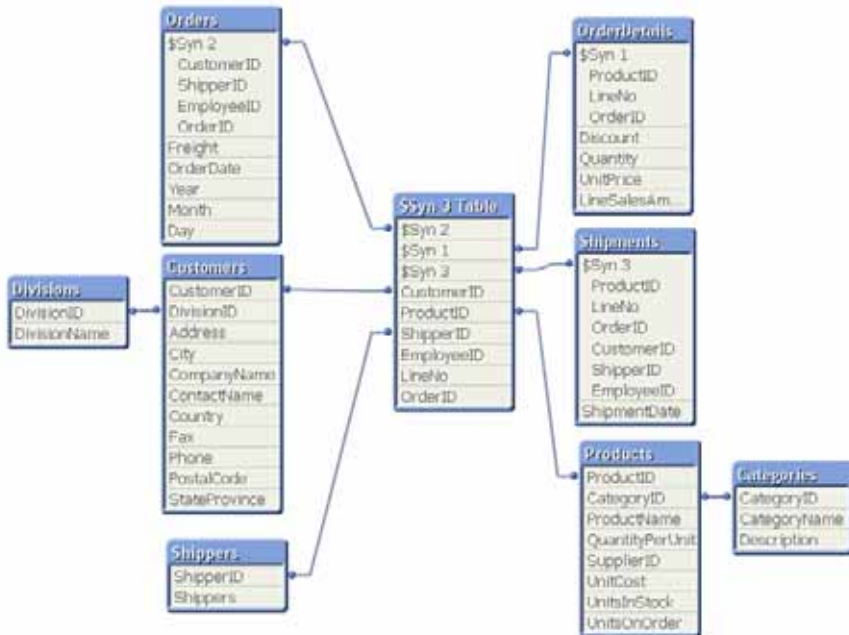 Orders
$Syn 2
CustomerID
ShipperID
EmployeeID
OrderID
Freight
OrderDate
Year
Month
Day
OrderDetails
$Syn 1
ProductID
LineNo
OrderID
Discount
Quantity
UnitPrice
LineSalesAm...
$Syn 3 Table
$Syn 2
$Syn 1
$Syn 3
CustomerID
ProductID
ShipperID
EmployeeID
LineNo
OrderID
Shipments
$Syn 3
ProductID
LineNo
OrderID
CustomerID
ShipperID
EmployeeID
ShipmentDate
Divisions
DivisionID
DivisionName
Customers
CustomerID
DivisionID
Address
City
CompanyName
ContactName
Country
Fax
Phone
PostalCode
StateProvince
Products
ProductID
CategoryID
ProductName
QuantityPerUnit
SupplierID
UnitCost
UnitsInStock
UnitsOnOrder
Categories
CategoryID
CategoryName
Description
Shippers
ShipperID
Shippers